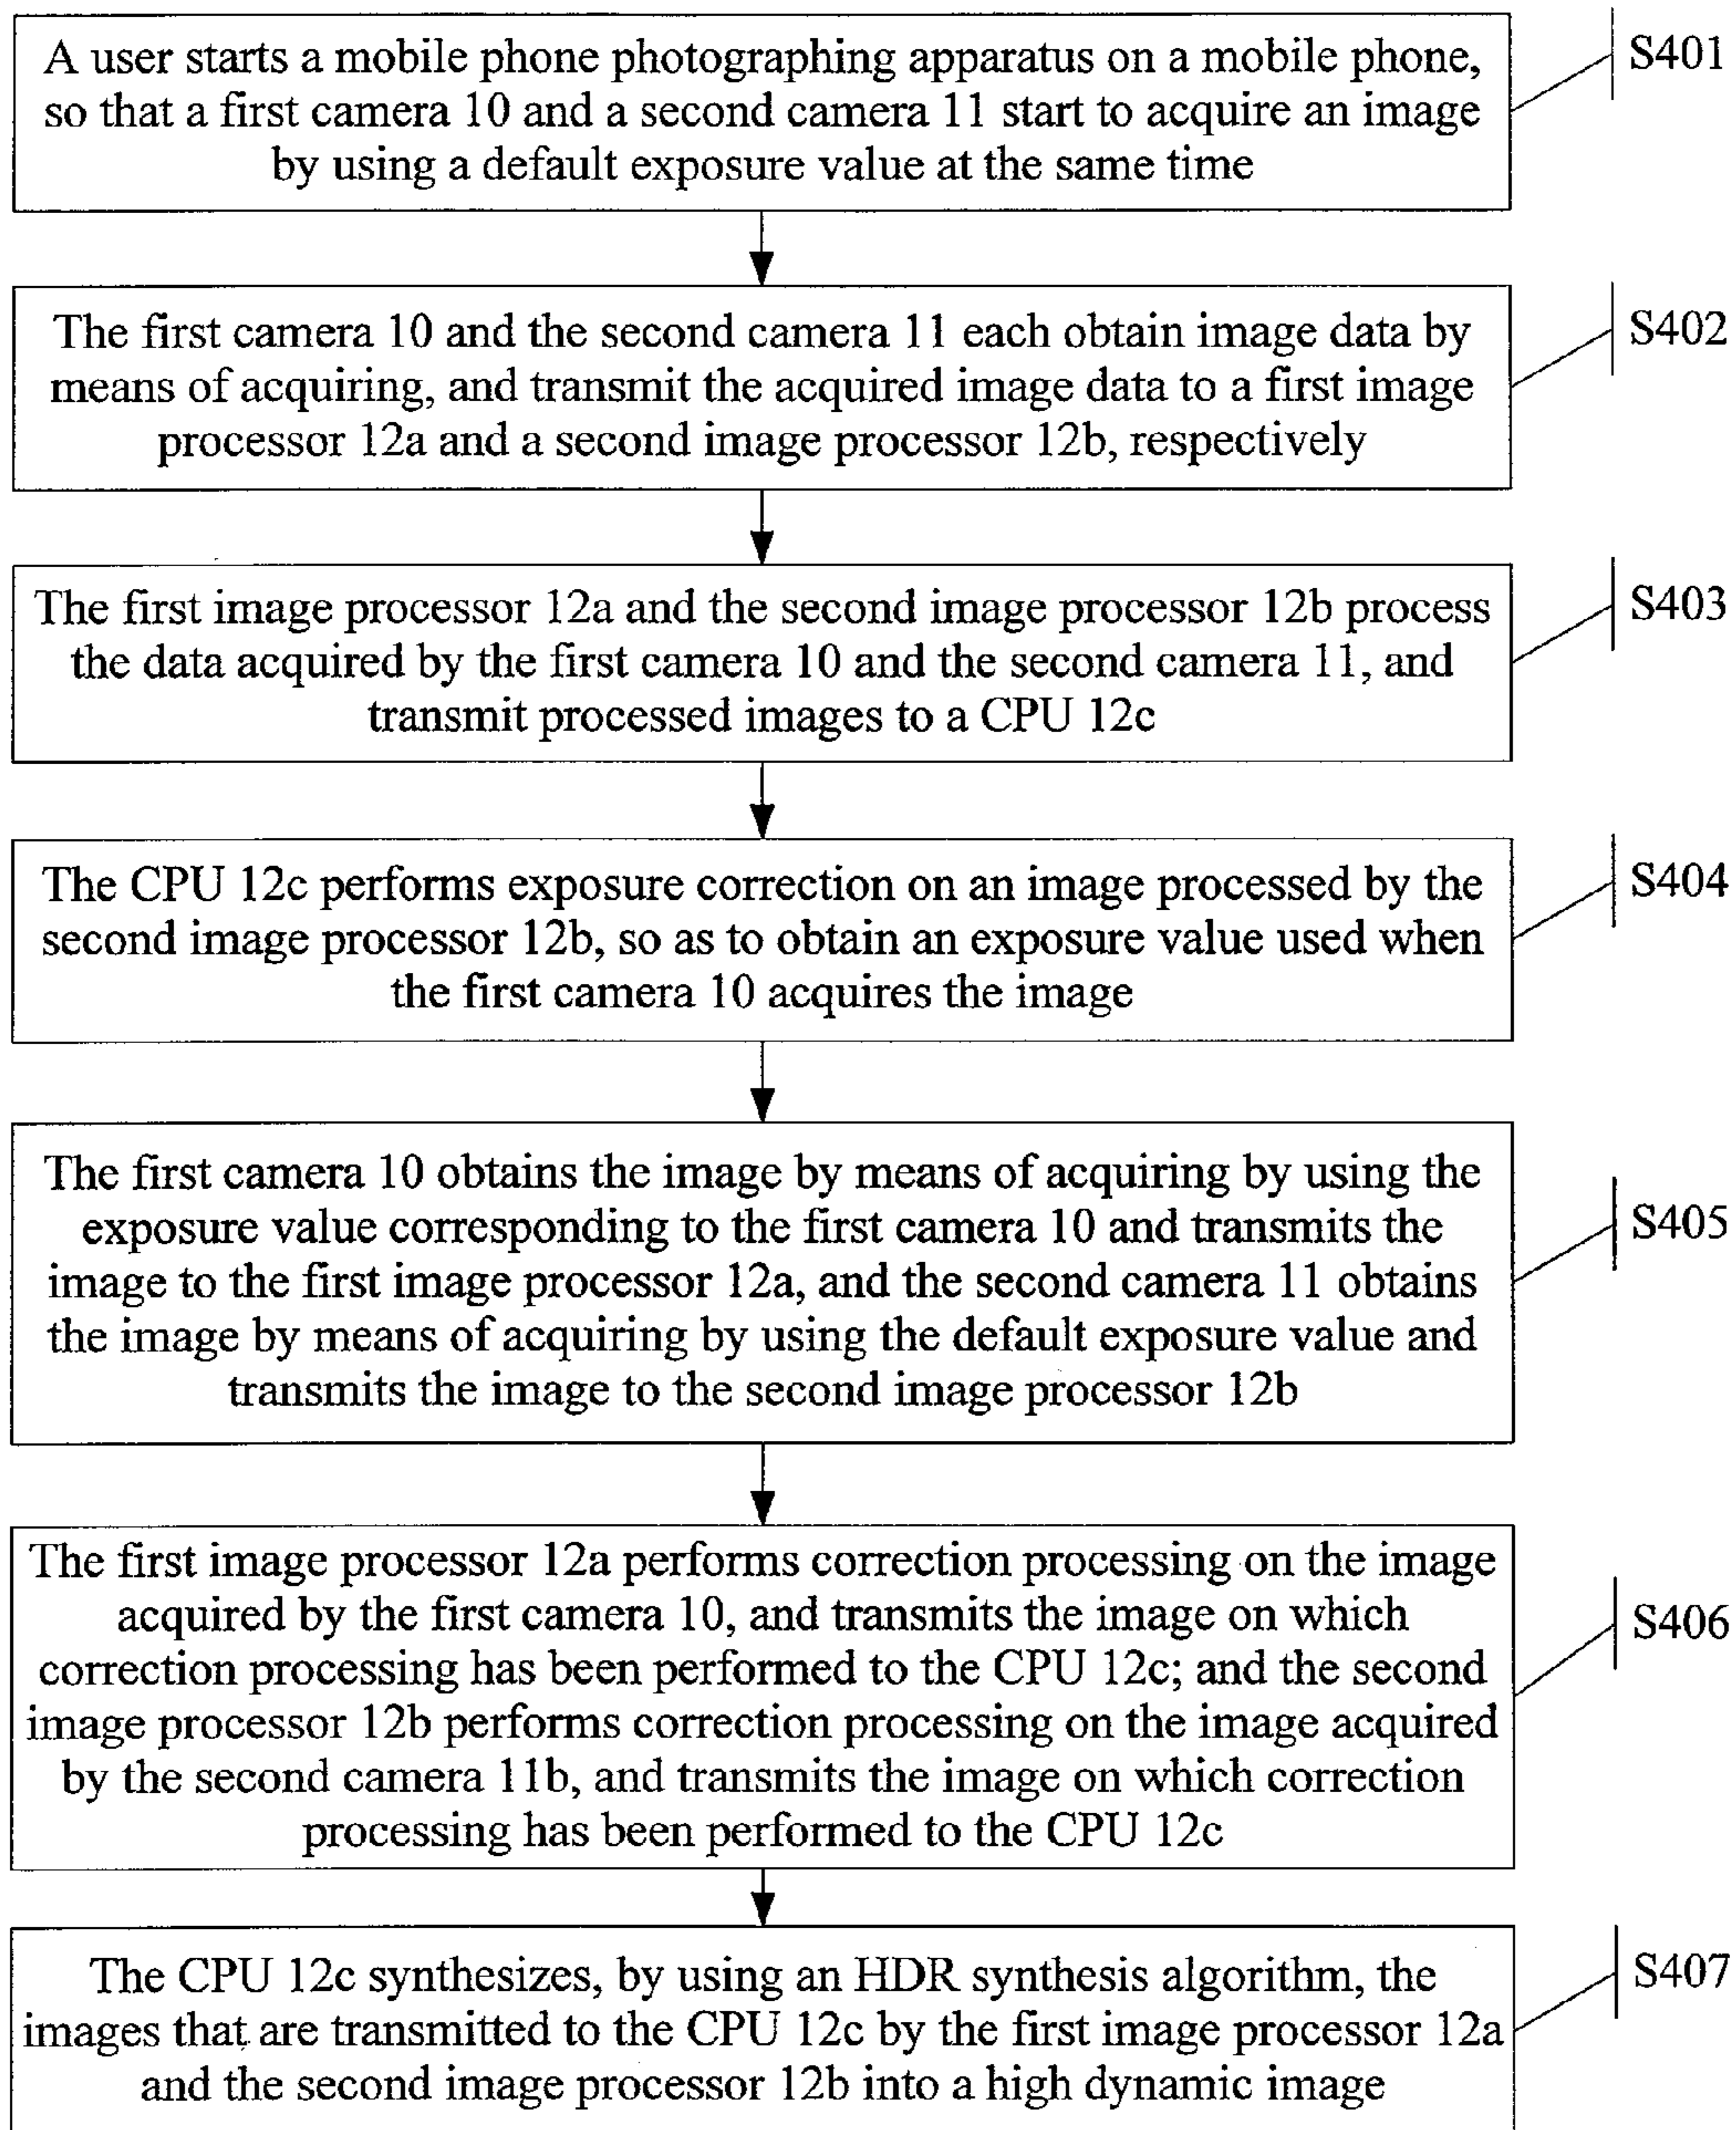 A user starts a mobile phone photographing apparatus on a mobile phone,
so that a first camera 10 and a second camera 11 start to acquire an image
by using a default exposure value at the same time
S401
The first camera 10 and the second camera 11 each obtain image data by
means of acquiring, and transmit the acquired image data to a first image
processor 12a and a second image processor 12b, respectively
S402
The first image processor 12a and the second image processor 12b process
the data acquired by the first camera 10 and the second camera 11, and
transmit processed images to a CPU 12c
S403
The CPU 12c performs exposure correction on an image processed by the
second image processor 12b, so as to obtain an exposure value used when
the first camera 10 acquires the image
S404
The first camera 10 obtains the image by means of acquiring by using the
exposure value corresponding to the first camera 10 and transmits the
image to the first image processor 12a, and the second camera 11 obtains
the image by means of acquiring by using the default exposure value and
transmits the image to the second image processor 12b
S405
The first image processor 12a performs correction processing on the image
acquired by the first camera 10, and transmits the image on which
correction processing has been performed to the CPU 12c; and the second
image processor 12b performs correction processing on the image acquired
by the second camera 11b, and transmits the image on which correction
processing has been performed to the CPU 12c
S406
The CPU 12c synthesizes, by using an HDR synthesis algorithm, the
images that are transmitted to the CPU 12c by the first image processor 12a
and the second image processor 12b into a high dynamic image
S407